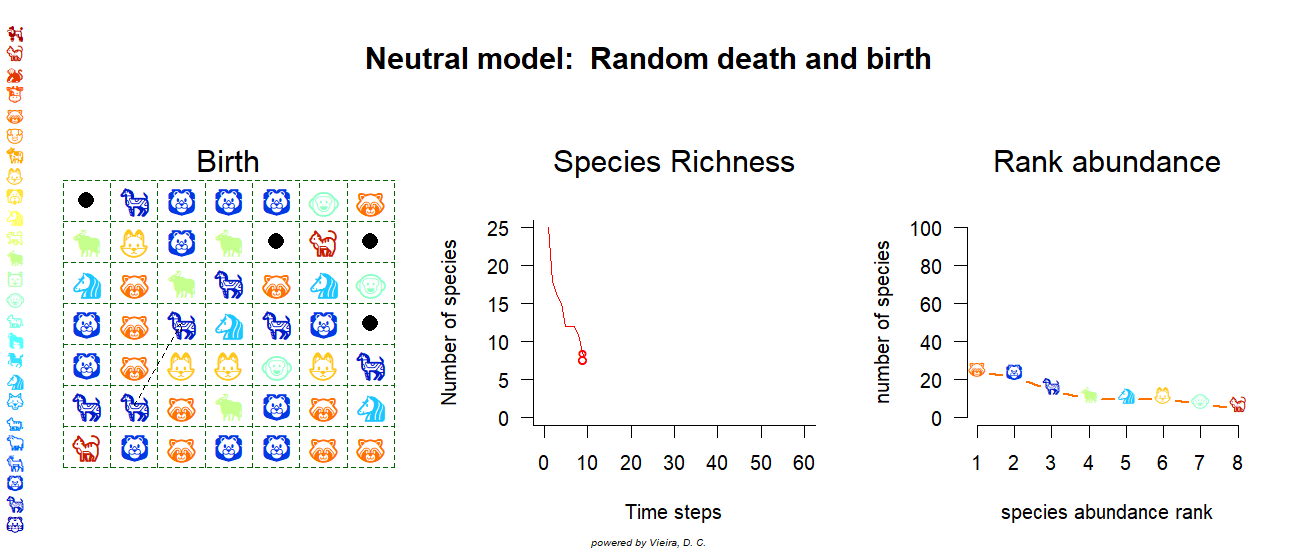 Neutral model:  Random death and birth
Birth
Species Richness
Rank abundance
Number of species
25
20
15
10
5
0
8
0 10 20 30 40 50 60
Time steps
number of species
100
80
60
40
20
0
1 2 3 4 5 6 7 8
species abundance rank
powered by Vieira, D. C.